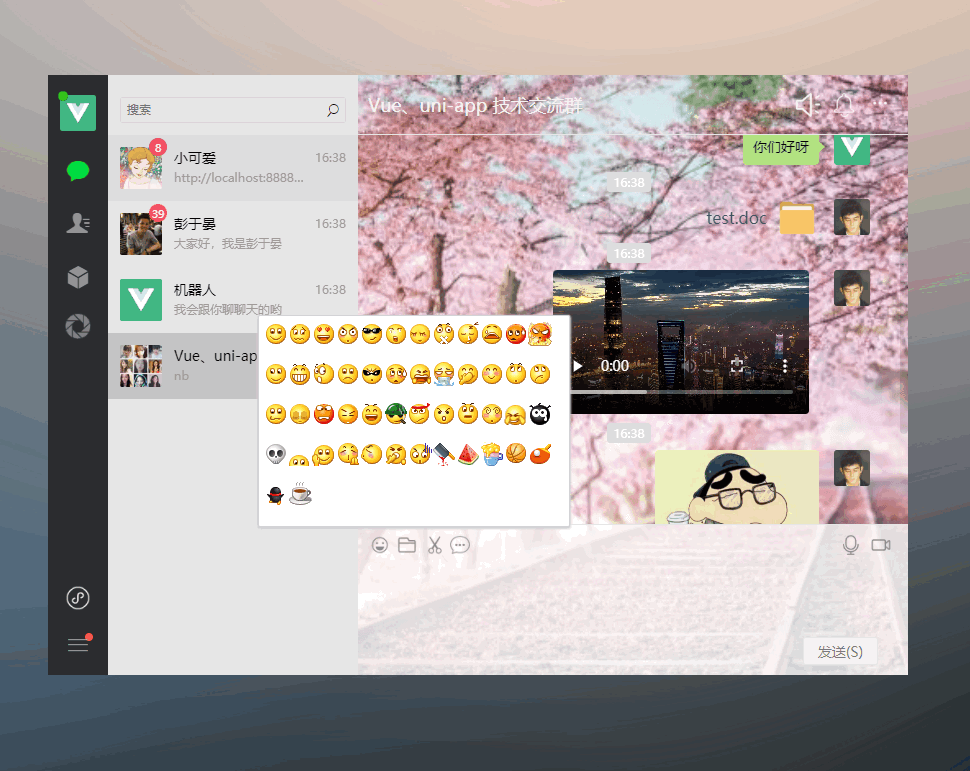 搜索
8
小可爱 16:38
http://localhost:8888...
39
彭于晏 16:38
大家好，我是彭于晏
机器人 16:38
我会跟你聊聊天的哟
Vue、uni-ap
nb
Vue、uni-app 技术交流群
你们好呀
16:38
test.doc
16:38
0:00
16:38
发送(S)